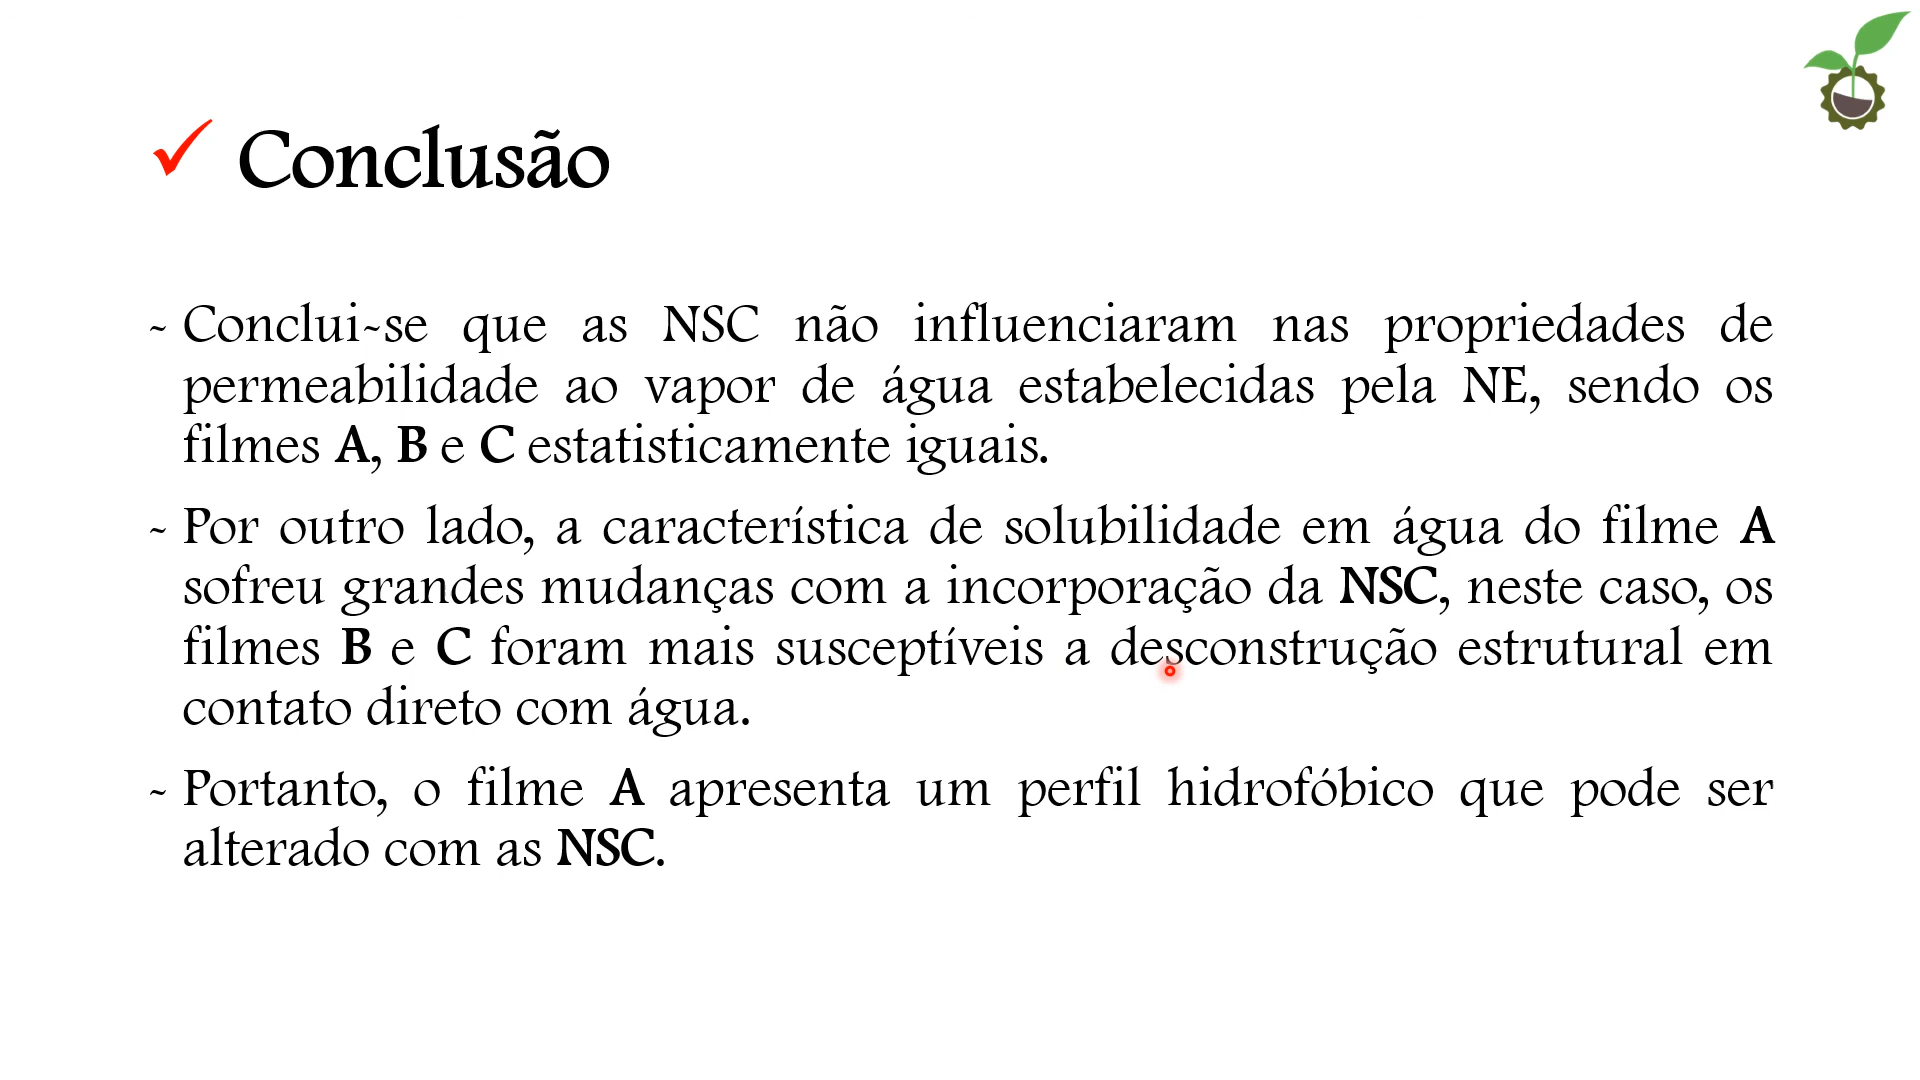 Conclusão
- Conclui-se que as NSC não influenciaram nas propriedades de
permeabilidade ao vapor de água estabelecidas pela NE, sendo os
filmes A, B e C estatisticamente iguais.
- Por outro lado, a característica de solubilidade em água do filme A
sofreu grandes mudanças com a incorporação da NSC, neste caso, os
filmes B e C foram mais susceptíveis a desconstrução estrutural em
contato direto com água.
- Portanto, o filme A apresenta um perfil hidrofóbico que pode ser
alterado com as NSC.